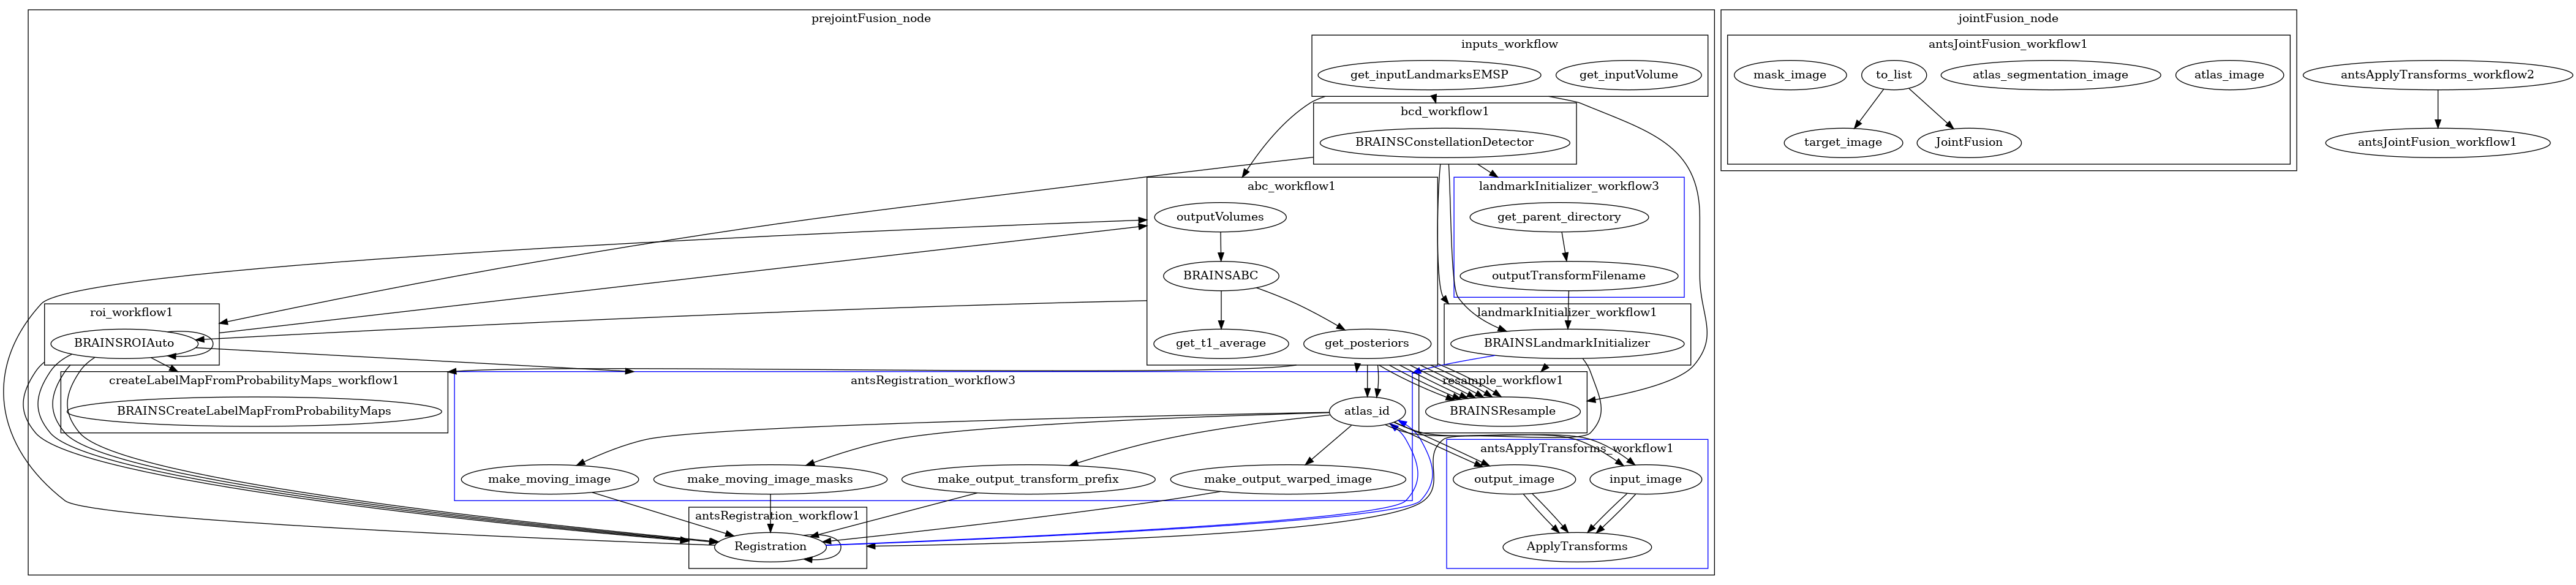 prejointFusion_node
inputs_workflow
get_inputLandmarksEMSP
get_inputVolume
bcd_workflow1
BRAINSConstellationDetector
abc_workflow1
outputVolumes
BRAINSABC
get_t1_average
get_posteriors
landmarkInitializer_workflow3
get_parent_directory
outputTransformFilename
roi_workflow1
BRAINSROIAuto
landmarkInitializer_workflow1
BRAINSLandmarkInitializer
createLabelMapFromProbabilityMaps_workflow1
BRAINSCreateLabelMapFromProbabilityMaps
antsRegistration_workflow3
atlas_id
make_moving_image
make_moving_image_masks
make_output_transform_prefix
make_output_warped_image
resample_workflow1
BRAINSResample
antsApplyTransforms_workflow1
output_image
input_image
ApplyTransforms
antsRegistration_workflow1
Registration
jointFusion_node
antsJointFusion_workflow1
mask_image
to_list
atlas_segmentation_image
atlas_image
target_image
JointFusion
antsApplyTransforms_workflow2
antsJointFusion_workflow1